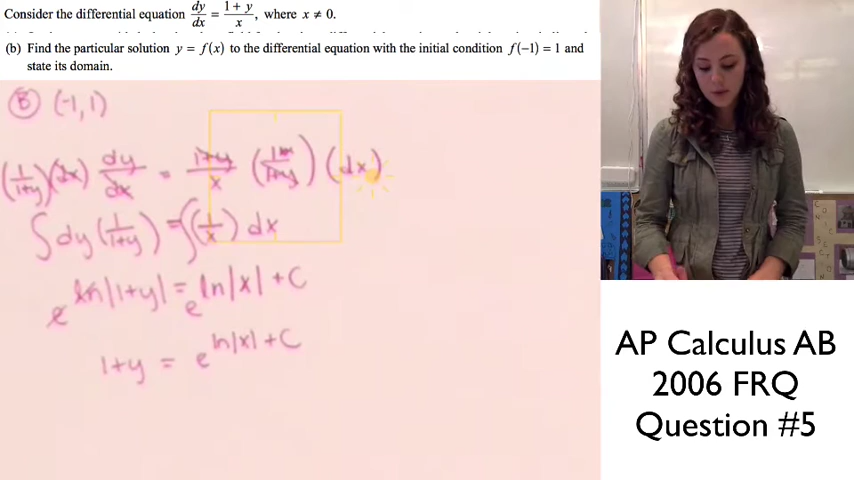 Consider the differential equation dy/dx = 1 + y/x, where x ≠ 0.
(b) Find the particular solution y = f(x) to the differential equation with the initial condition f(−1) = 1 and
state its domain.
Ⓑ (-1, 1)
(1/1+y)(dx) dy/dx = 1+y/x (1/1+y) (dx)
∫dy(1/1+y) = ∫(1/x) dx
e^ln|1+y| = e^ln|x| + C
1+y = e^ln|x| + C
AP Calculus AB
2006 FRQ
Question #5